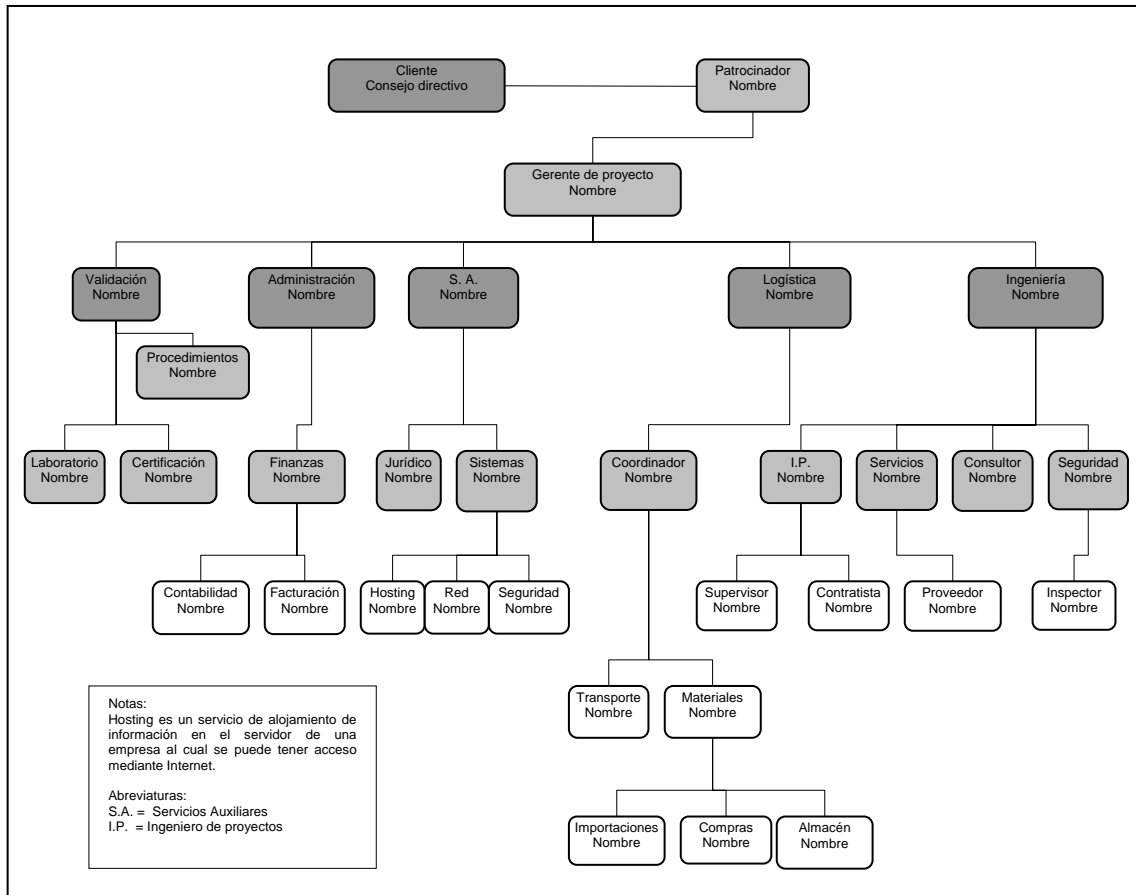 Cliente
Consejo directivo
Patrocinador
Nombre
Gerente de proyecto
Nombre
Validación
Nombre
Administración
Nombre
S. A.
Nombre
Logística
Nombre
Ingeniería
Nombre
Procedimientos
Nombre
Laboratorio
Nombre
Certificación
Nombre
Finanzas
Nombre
Jurídico
Nombre
Sistemas
Nombre
Coordinador
Nombre
I.P.
Nombre
Servicios
Nombre
Consultor
Nombre
Seguridad
Nombre
Contabilidad
Nombre
Facturación
Nombre
Hosting
Nombre
Red
Nombre
Seguridad
Nombre
Supervisor
Nombre
Contratista
Nombre
Proveedor
Nombre
Inspector
Nombre
Transporte
Nombre
Materiales
Nombre
Importaciones
Nombre
Compras
Nombre
Almacén
Nombre
Notas:
Hosting es un servicio de alojamiento de
información en el servidor de una
empresa al cual se puede tener acceso
mediante Internet.
Abreviaturas:
S.A. = Servicios Auxiliares
I.P. = Ingeniero de proyectos